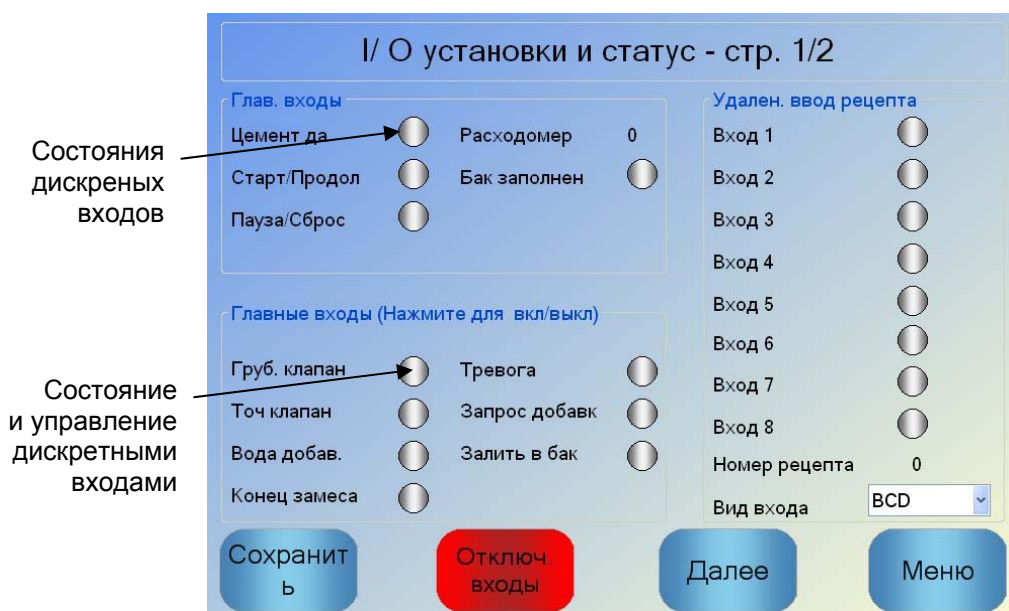 I/ О установки и статус - стр. 1/2
Состояния
дискреных
входов
Глав. входы
Цемент да
Расходомер 0
Старт/Продол
Бак заполнен
Пауза/Сброс
Состояние
и управление
дискретными
входами
Главные входы (Нажмите для вкл/выкл)
Груб. клапан
Тревога
Точ клапан
Запрос добавк
Вода добав.
Залить в бак
Конец замеса
Удален. ввод рецепта
Вход 1
Вход 2
Вход 3
Вход 4
Вход 5
Вход 6
Вход 7
Вход 8
Номер рецепта 0
Вид входа BCD
Сохранит
ь
Отключ.
входы
Далее
Меню